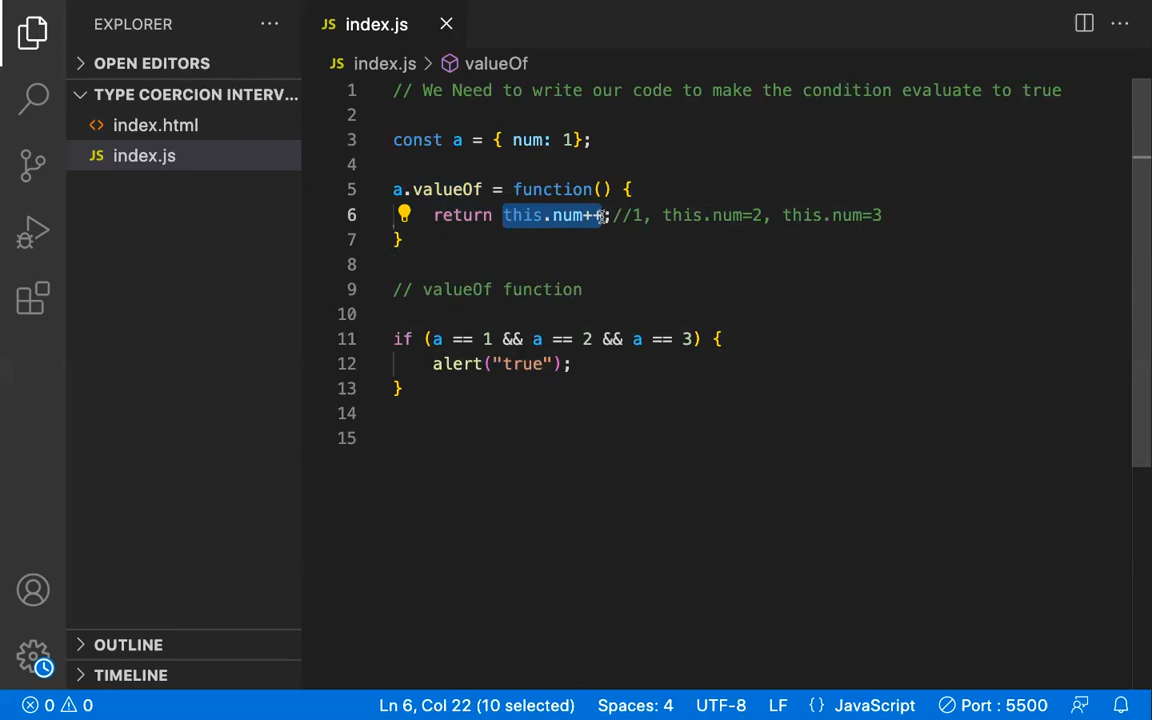 EXPLORER ···
JS index.js
···
OPEN EDITORS
TYPE COERCION INTERV...
<> index.html
JS index.js
JS index.js > valueOf
1 // We Need to write our code to make the condition evaluate to true
2
3 const a = { num: 1};
4
5 a.valueOf = function() {
6 return this.num++;//1, this.num=2, this.num=3
7 }
8
9 // valueOf function
10
11 if (a == 1 && a == 2 && a == 3) {
12 alert("true");
13 }
14
15
OUTLINE
TIMELINE
0 0 Ln 6, Col 22 (10 selected) Spaces: 4 UTF-8 LF {} JavaScript Port : 5500